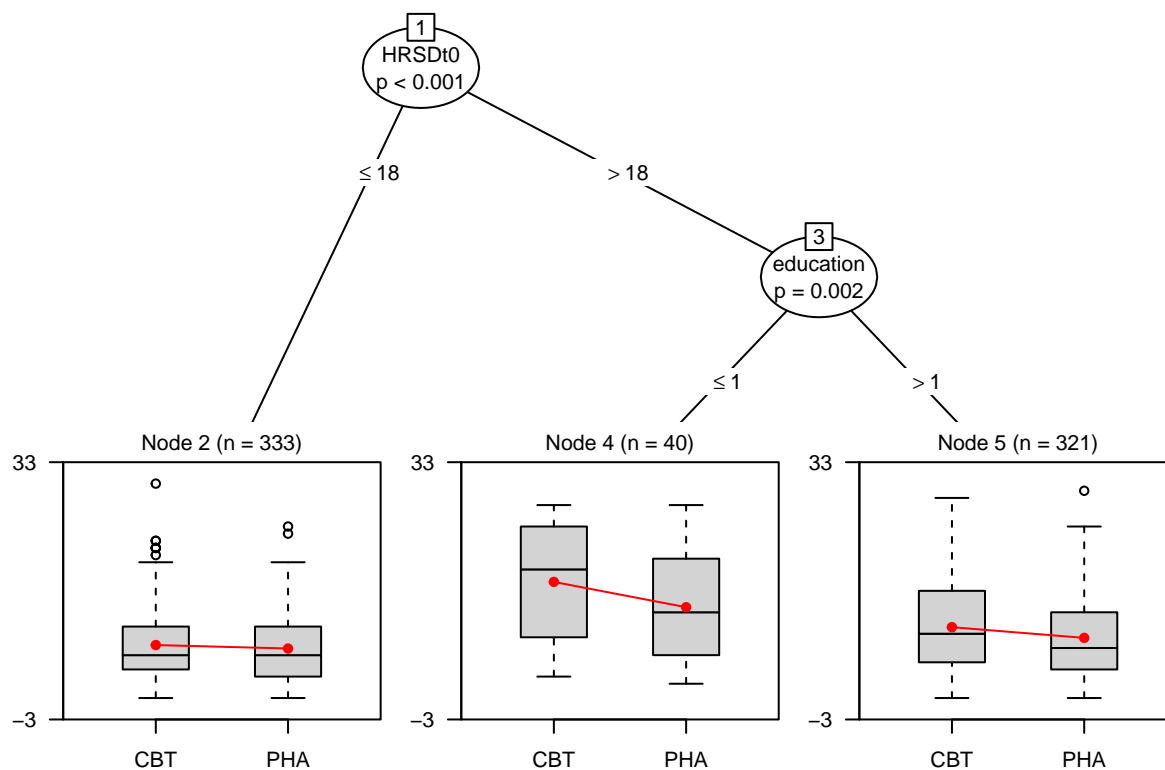 1
HRSDt0
p < 0.001
≤ 18
> 18
3
education
p = 0.002
≤ 1
> 1
Node 2 (n = 333)
33
−3
CBT
PHA
Node 4 (n = 40)
33
−3
CBT
PHA
Node 5 (n = 321)
33
−3
CBT
PHA